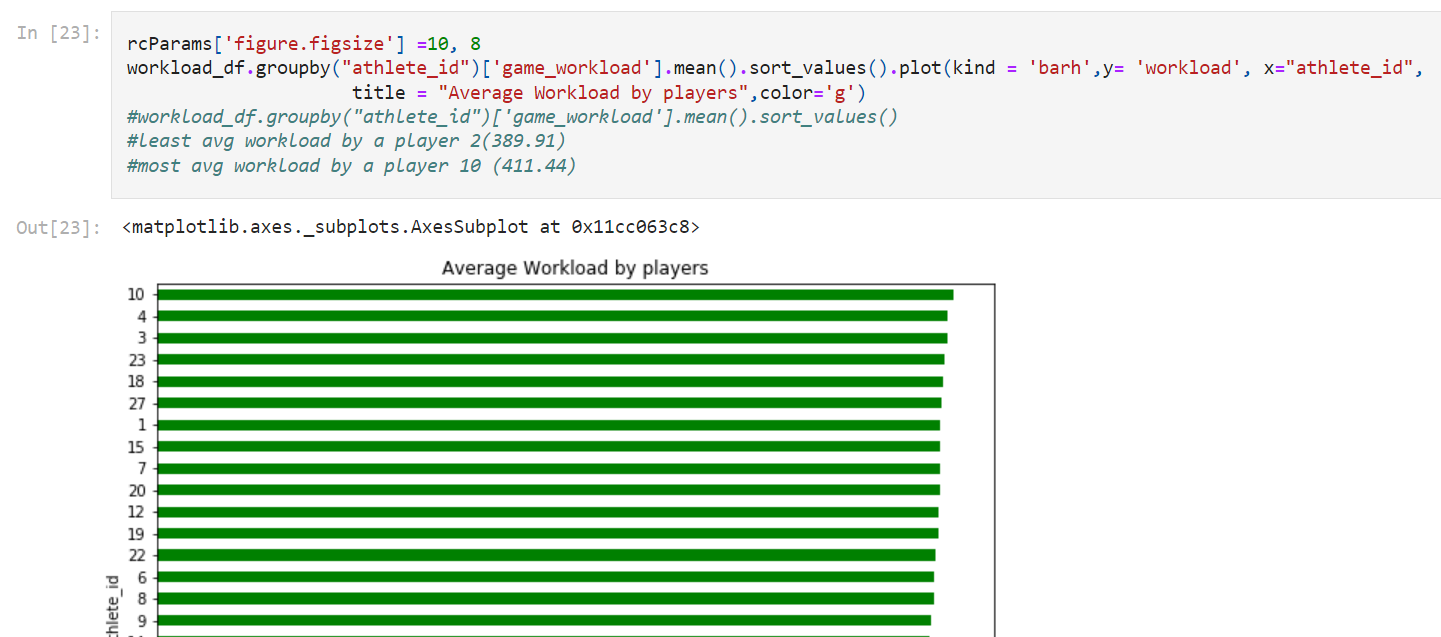 In [23]:
rcParams['figure.figsize'] =10, 8
workload_df.groupby("athlete_id")['game_workload'].mean().sort_values().plot(kind = 'barh',y= 'workload', x="athlete_id",
title = "Average Workload by players",color='g')
#workload_df.groupby("athlete_id")['game_workload'].mean().sort_values()
#least avg workload by a player 2(389.91)
#most avg workload by a player 10 (411.44)
Out[23]:
<matplotlib.axes._subplots.AxesSubplot at 0x11cc063c8>
Average Workload by players
10
4
3
23
18
27
1
15
7
20
12
19
22
6
8
9